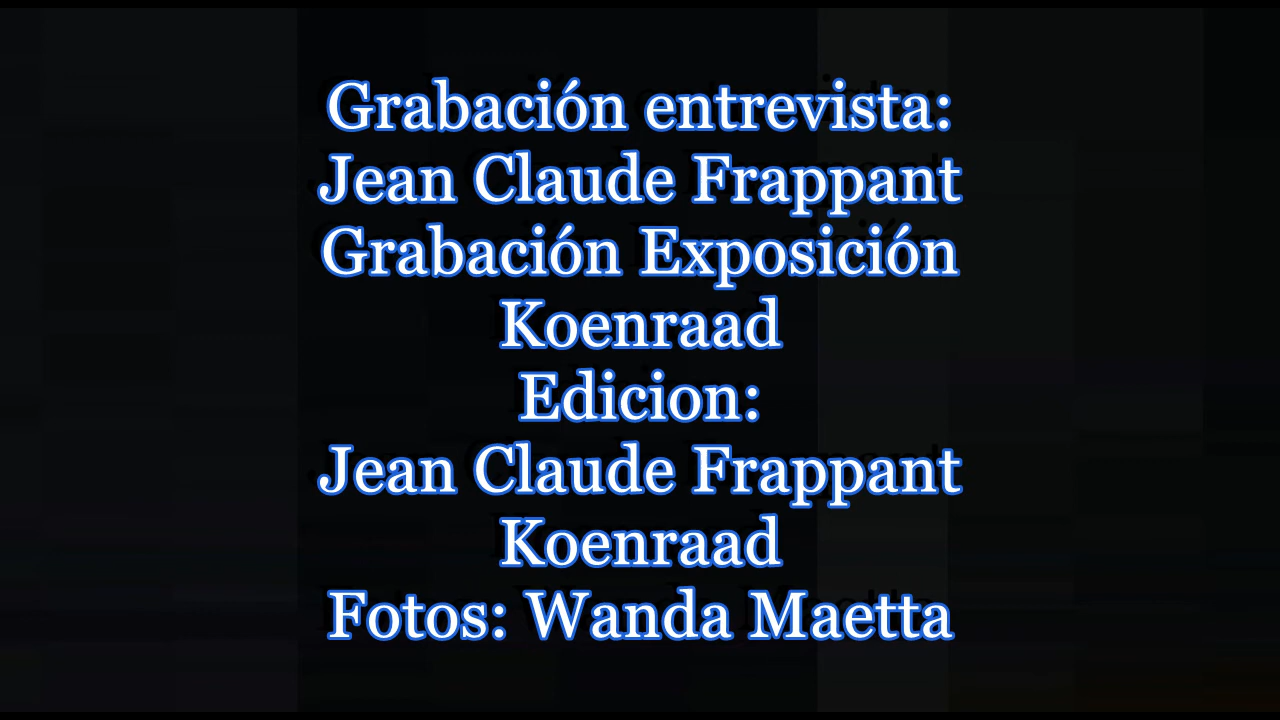 Grabación entrevista:
Jean Claude Frappant
Grabación Exposición
Koenraad
Edicion:
Jean Claude Frappant
Koenraad
Fotos: Wanda Maetta